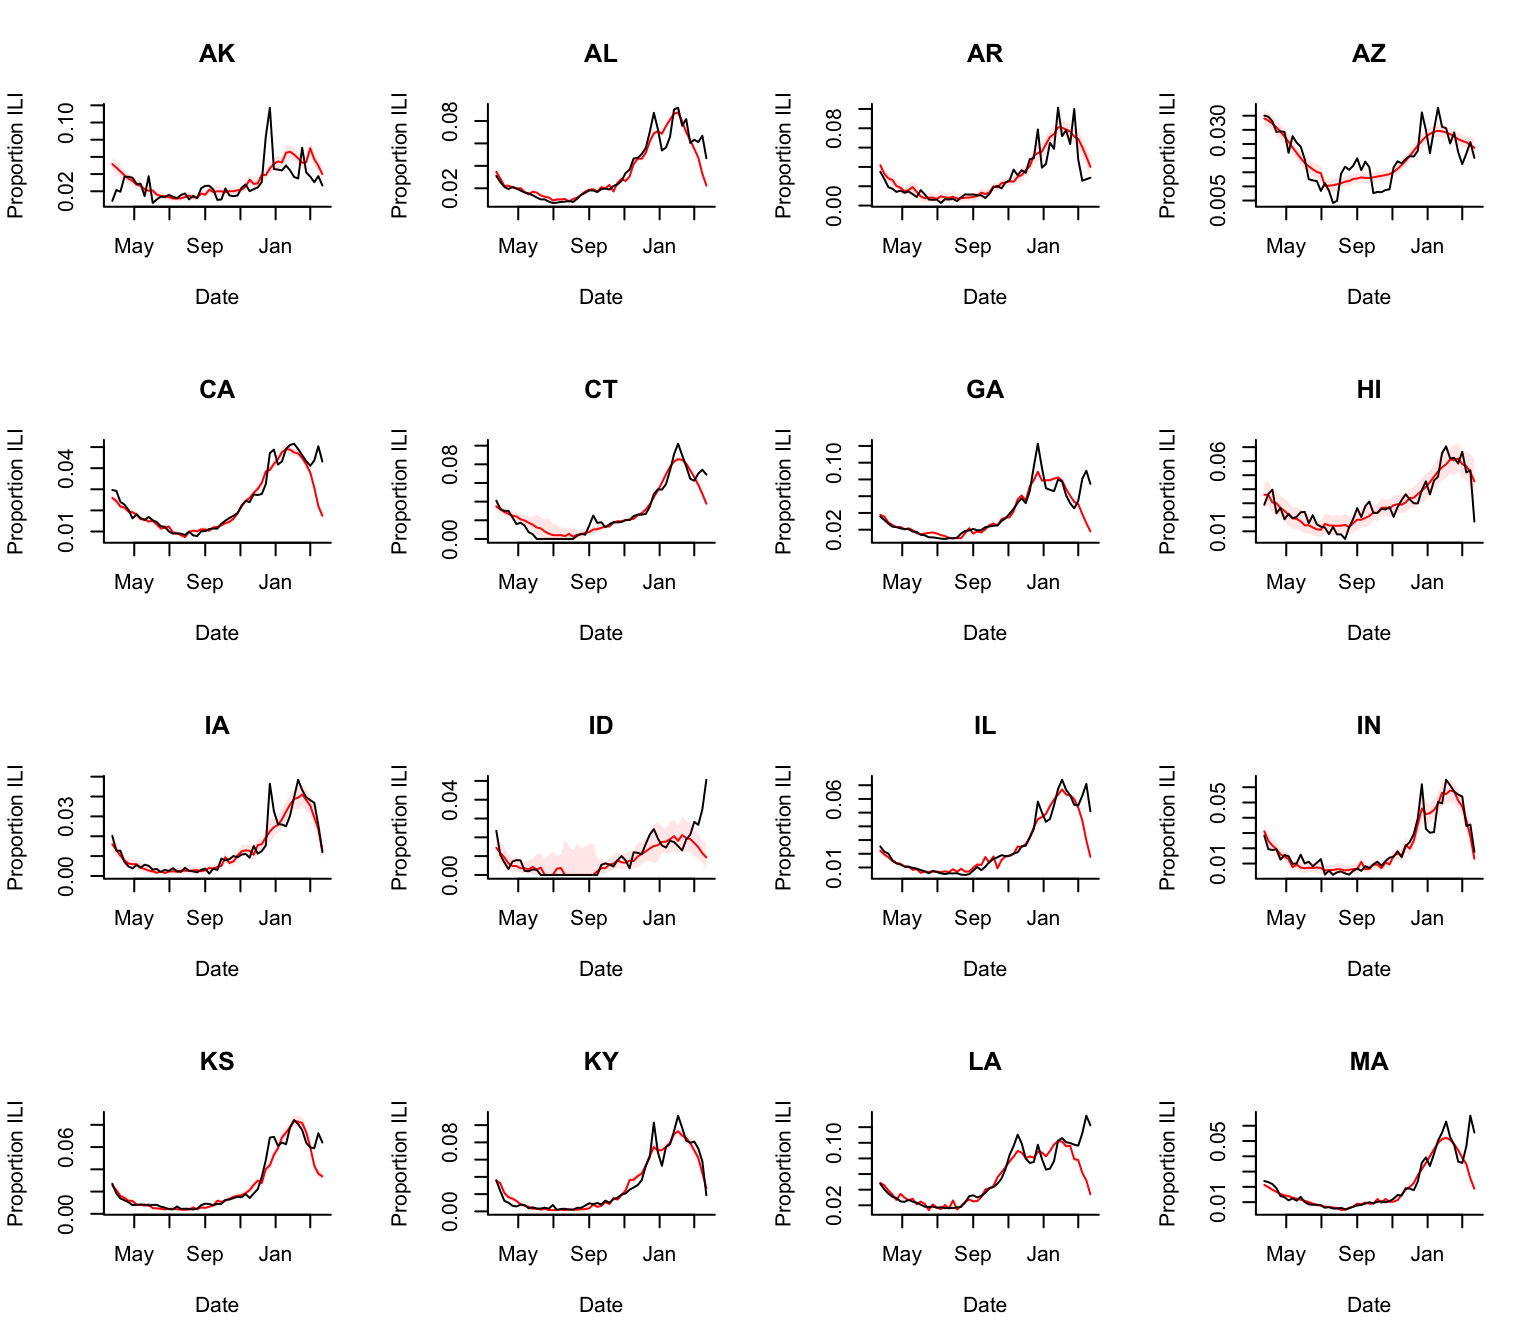 AK AL AR AZ
Proportion ILI Proportion ILI Proportion ILI Proportion ILI
0.10 0.08 0.08 0.030
0.02 0.02 0.00 0.005
May Sep Jan May Sep Jan May Sep Jan May Sep Jan
Date Date Date Date
CA CT GA HI
Proportion ILI Proportion ILI Proportion ILI Proportion ILI
0.04 0.08 0.10 0.06
0.01 0.00 0.02 0.01
May Sep Jan May Sep Jan May Sep Jan May Sep Jan
Date Date Date Date
IA ID IL IN
Proportion ILI Proportion ILI Proportion ILI Proportion ILI
0.03 0.04 0.06 0.05
0.00 0.00 0.01 0.01
May Sep Jan May Sep Jan May Sep Jan May Sep Jan
Date Date Date Date
KS KY LA MA
Proportion ILI Proportion ILI Proportion ILI Proportion ILI
0.06 0.08 0.10 0.05
0.00 0.00 0.02 0.01
May Sep Jan May Sep Jan May Sep Jan May Sep Jan
Date Date Date Date